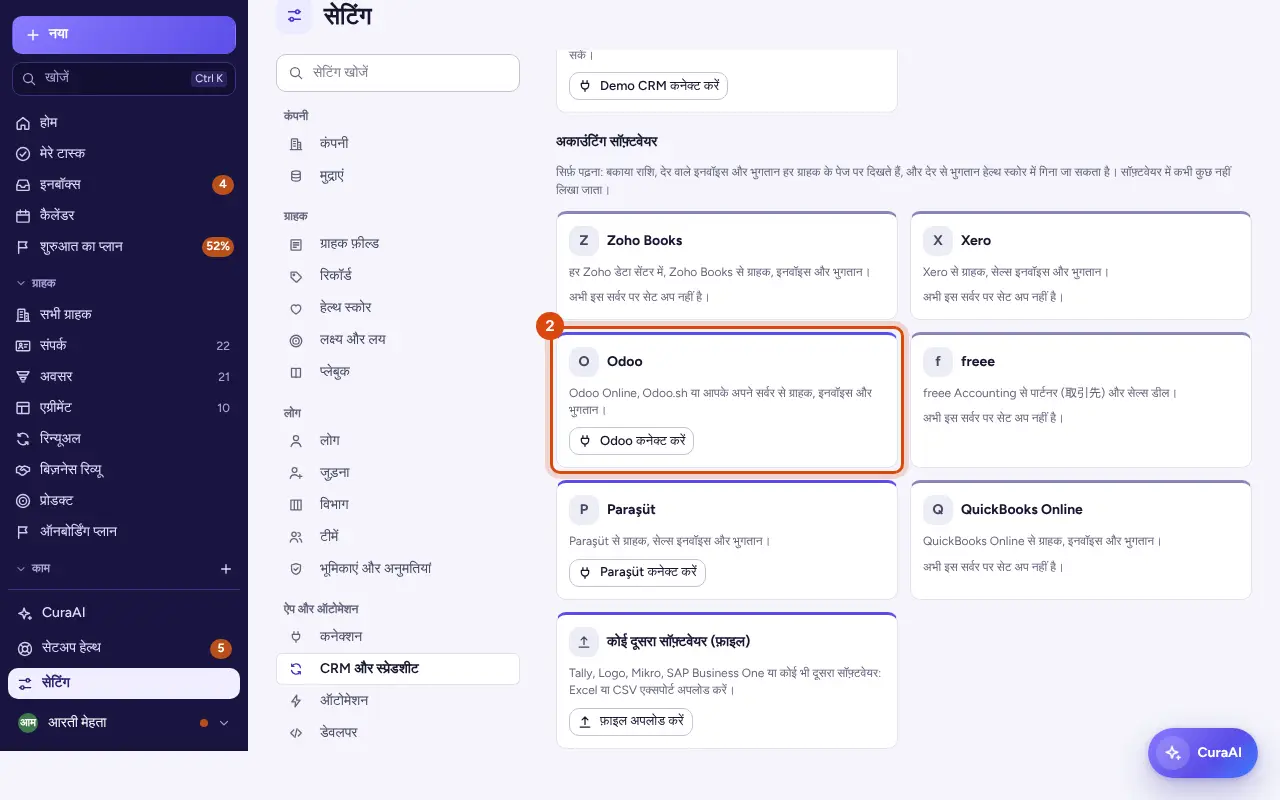 नया
खोजें
Ctrl K
होम
मेरे टास्क
इनबॉक्स
4
कैलेंडर
शुरुआत का प्लान
52%
ग्राहक
सभी ग्राहक
संपर्क
22
अवसर
21
एग्रीमेंट
10
रिन्यूअल
बिज़नेस रिव्यू
प्रोडक्ट
ऑनबोर्डिंग प्लान
काम
CuraAI
सेटअप हेल्थ
5
सेटिंग
आम
आरती मेहता
सेटिंग
सेटिंग खोजें
कंपनी
कंपनी
मुद्राएं
ग्राहक
ग्राहक फ़ील्ड
रिकॉर्ड
हेल्थ स्कोर
लक्ष्य और लय
प्लेबुक
लोग
लोग
जुड़ना
विभाग
टीमें
भूमिकाएं और अनुमतियां
ऐप और ऑटोमेशन
कनेक्शन
CRM और स्प्रेडशीट
ऑटोमेशन
डेवलपर
सकें।
Demo CRM कनेक्ट करें
अकाउंटिंग सॉफ़्टवेयर
सिर्फ़ पढ़ना: बकाया राशि, देर वाले इनवॉइस और भुगतान हर ग्राहक के पेज पर दिखते हैं, और देर से भुगतान हेल्थ स्कोर में गिना जा सकता है। सॉफ़्टवेयर में कभी कुछ नहीं
लिखा जाता।
Z
Zoho Books
हर Zoho डेटा सेंटर में, Zoho Books से ग्राहक, इनवॉइस और भुगतान।
अभी इस सर्वर पर सेट अप नहीं है।
X
Xero
Xero से ग्राहक, सेल्स इनवॉइस और भुगतान।
अभी इस सर्वर पर सेट अप नहीं है।
2
O
Odoo
Odoo Online, Odoo.sh या आपके अपने सर्वर से ग्राहक, इनवॉइस और
भुगतान।
Odoo कनेक्ट करें
f
freee
freee Accounting से पार्टनर (取引先) और सेल्स डील।
अभी इस सर्वर पर सेट अप नहीं है।
P
Paraşüt
Paraşüt से ग्राहक, सेल्स इनवॉइस और भुगतान।
Paraşüt कनेक्ट करें
Q
QuickBooks Online
QuickBooks Online से ग्राहक, इनवॉइस और भुगतान।
अभी इस सर्वर पर सेट अप नहीं है।
कोई दूसरा सॉफ़्टवेयर (फ़ाइल)
Tally, Logo, Mikro, SAP Business One या कोई भी दूसरा सॉफ़्टवेयर:
Excel या CSV एक्सपोर्ट अपलोड करें।
फ़ाइल अपलोड करें
CuraAI